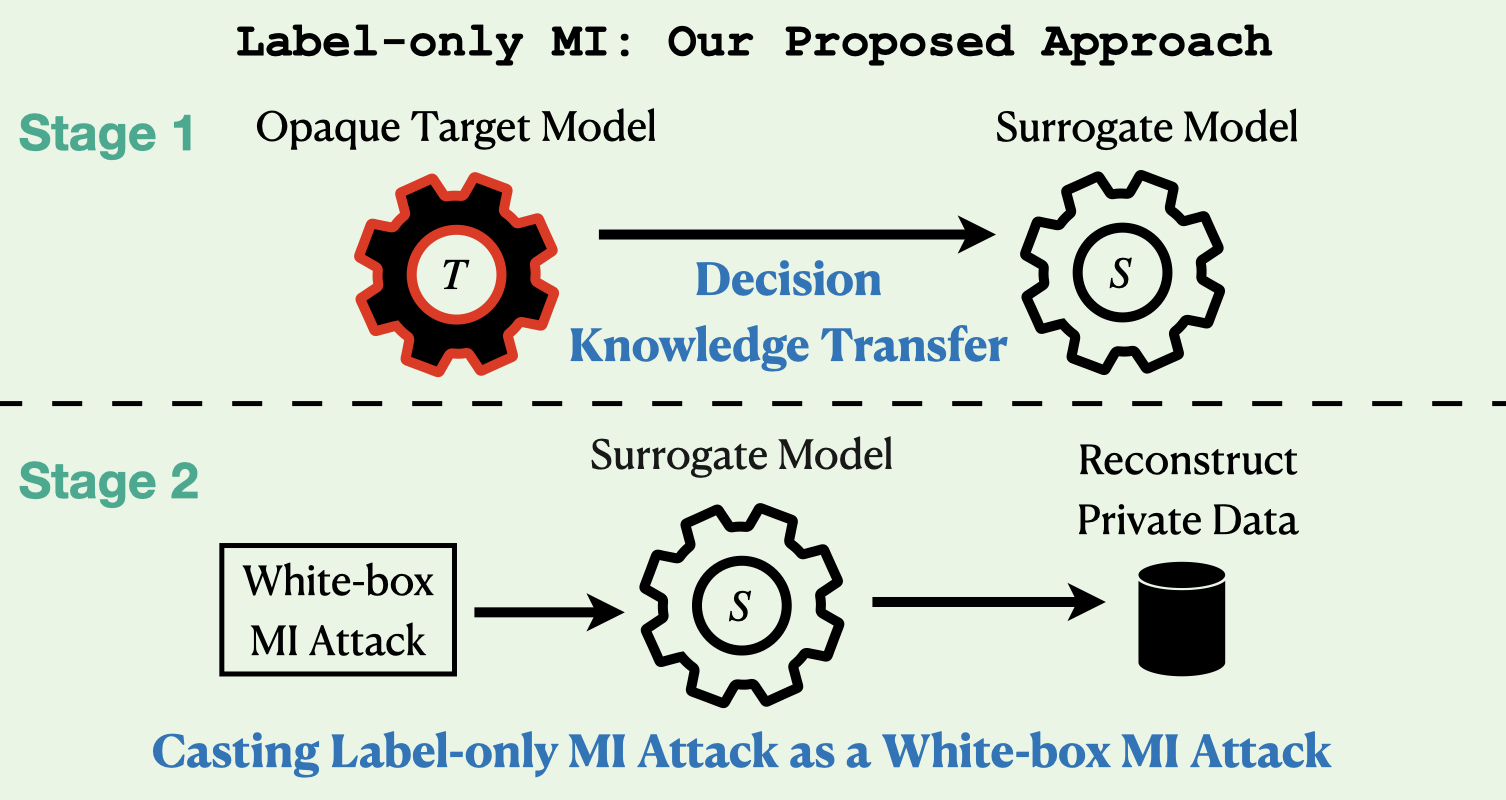 Label-only MI: Our Proposed Approach
Stage 1
Opaque Target Model
Surrogate Model
T
S
Decision
Knowledge Transfer
Stage 2
Surrogate Model
Reconstruct
Private Data
White-box
MI Attack
S
Casting Label-only MI Attack as a White-box MI Attack